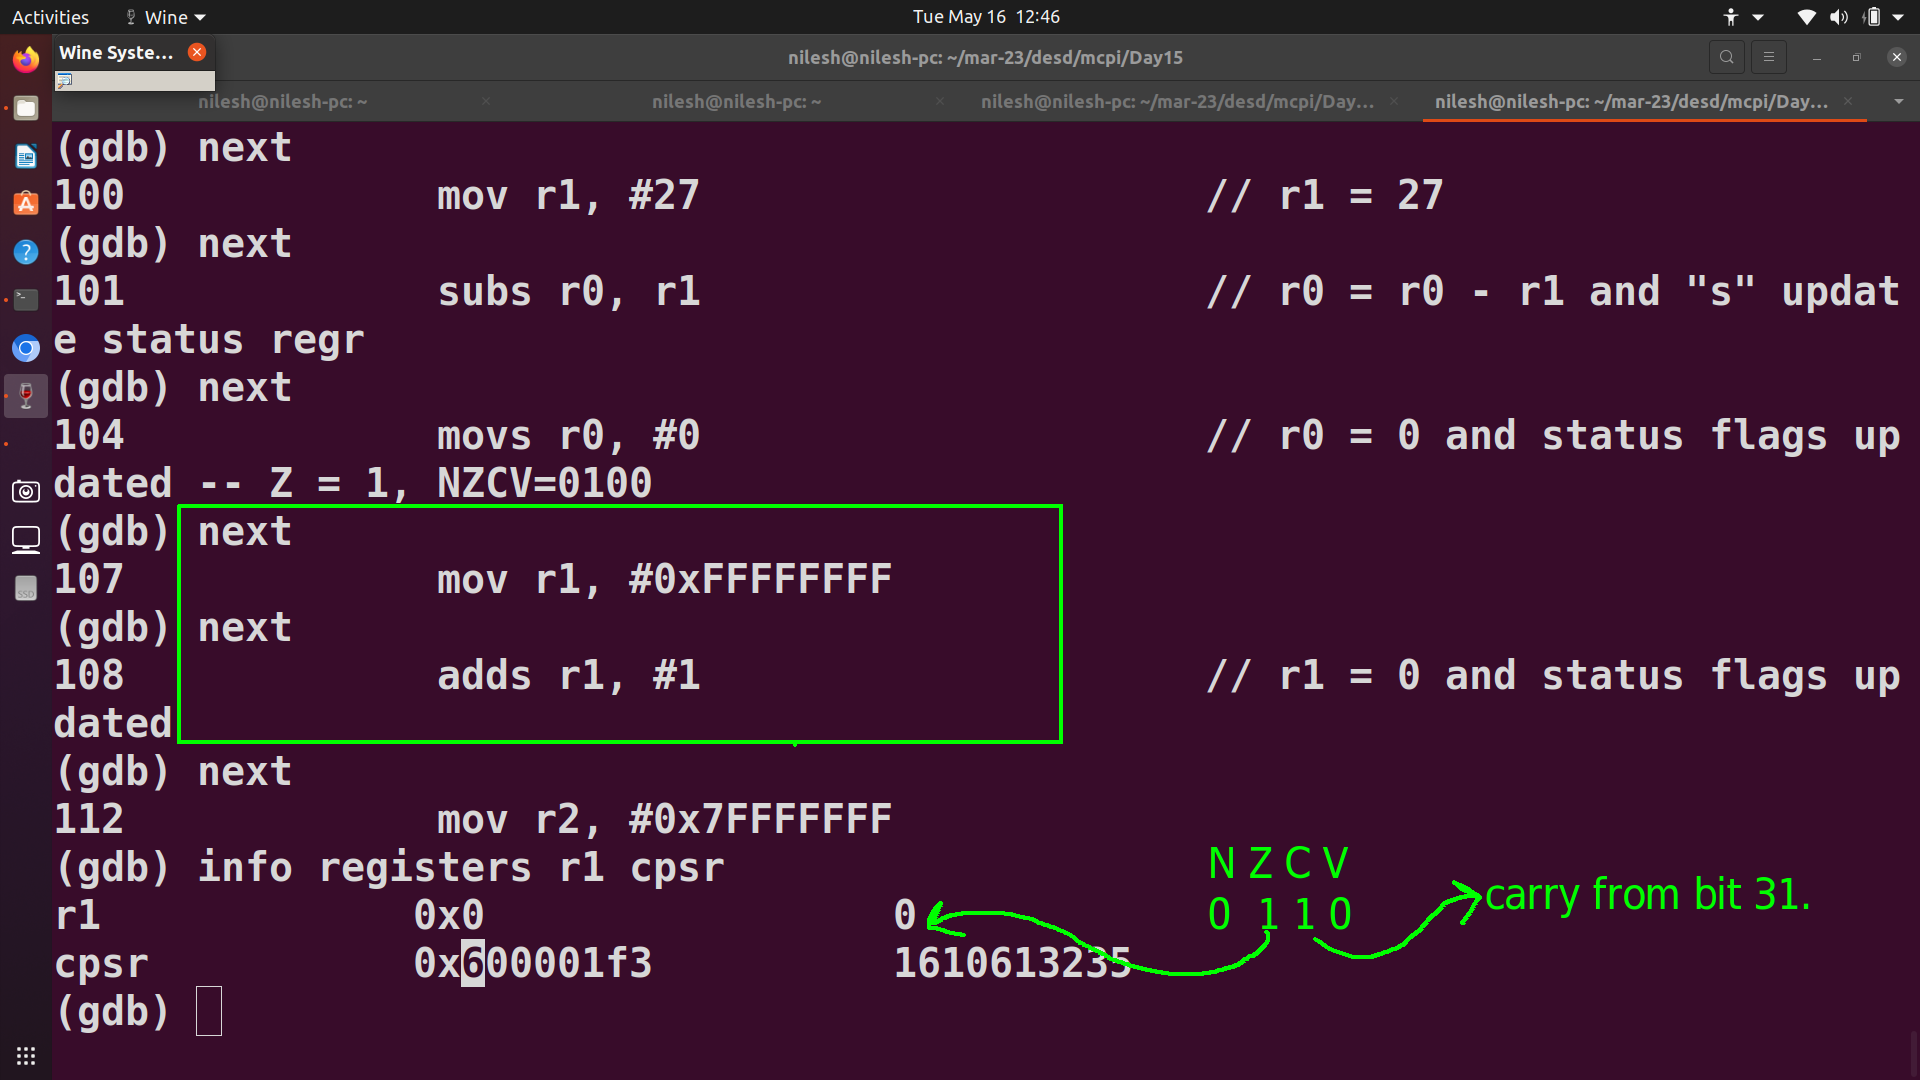 Activities Wine Tue May 16 12:46
Wine Syste...
nilesh@nilesh-pc: ~/mar-23/desd/mcpi/Day15
nilesh@nilesh-pc: ~ nilesh@nilesh-pc: ~ nilesh@nilesh-pc: ~/mar-23/desd/mcpi/Day... nilesh@nilesh-pc: ~/mar-23/desd/mcpi/Day...
(gdb) next
100 mov r1, #27 // r1 = 27
(gdb) next
101 subs r0, r1 // r0 = r0 - r1 and "s" updat
e status regr
(gdb) next
104 movs r0, #0 // r0 = 0 and status flags up
dated -- Z = 1, NZCV=0100
(gdb) next
107 mov r1, #0xFFFFFFFF
(gdb) next
108 adds r1, #1 // r1 = 0 and status flags up
dated
(gdb) next
112 mov r2, #0x7FFFFFFF
(gdb) info registers r1 cpsr
N Z C V
r1 0x0 0
0 1 1 0
carry from bit 31.
cpsr 0x600001f3 1610613235
(gdb)
SSD